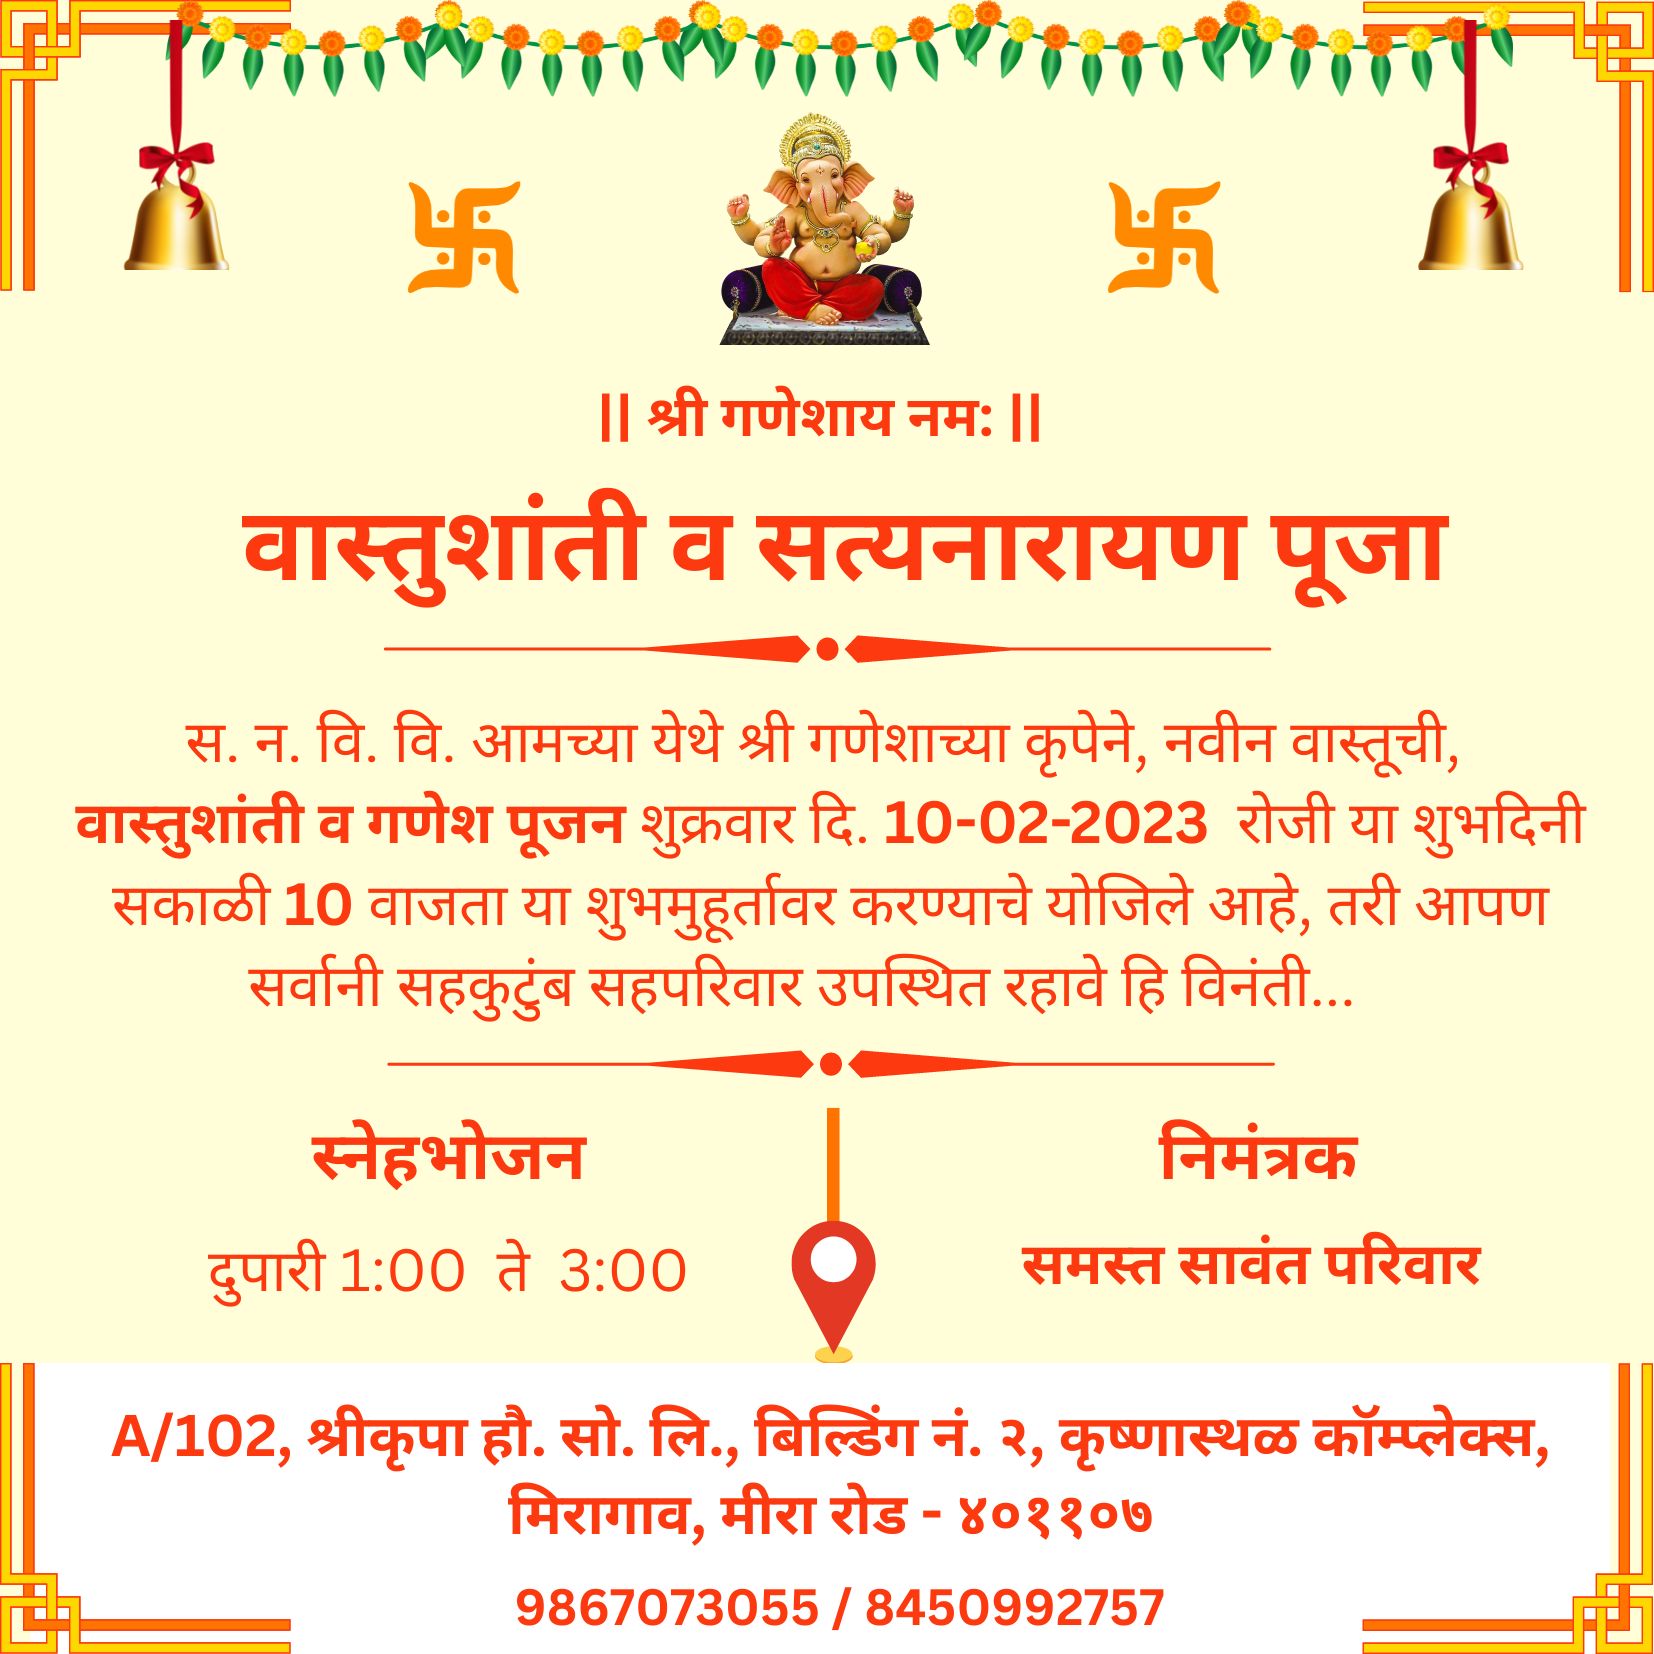 || श्री गणेशाय नम: ||
वास्तुशांती व सत्यनारायण पूजा
स. न. वि. वि. आमच्या येथे श्री गणेशाच्या कृपेने, नवीन वास्तूची,
वास्तुशांती व गणेश पूजन शुक्रवार दि. 10-02-2023 रोजी या शुभदिनी
सकाळी 10 वाजता या शुभमुहूर्तावर करण्याचे योजिले आहे, तरी आपण
सर्वानी सहकुटुंब सहपरिवार उपस्थित रहावे हि विनंती...
स्नेहभोजन
दुपारी 1:00 ते 3:00
निमंत्रक
समस्त सावंत परिवार
A/102, श्रीकृपा हौ. सो. लि., बिल्डिंग नं. २, कृष्णास्थळ कॉम्प्लेक्स,
मिरागाव, मीरा रोड - ४०११०७
9867073055 / 8450992757